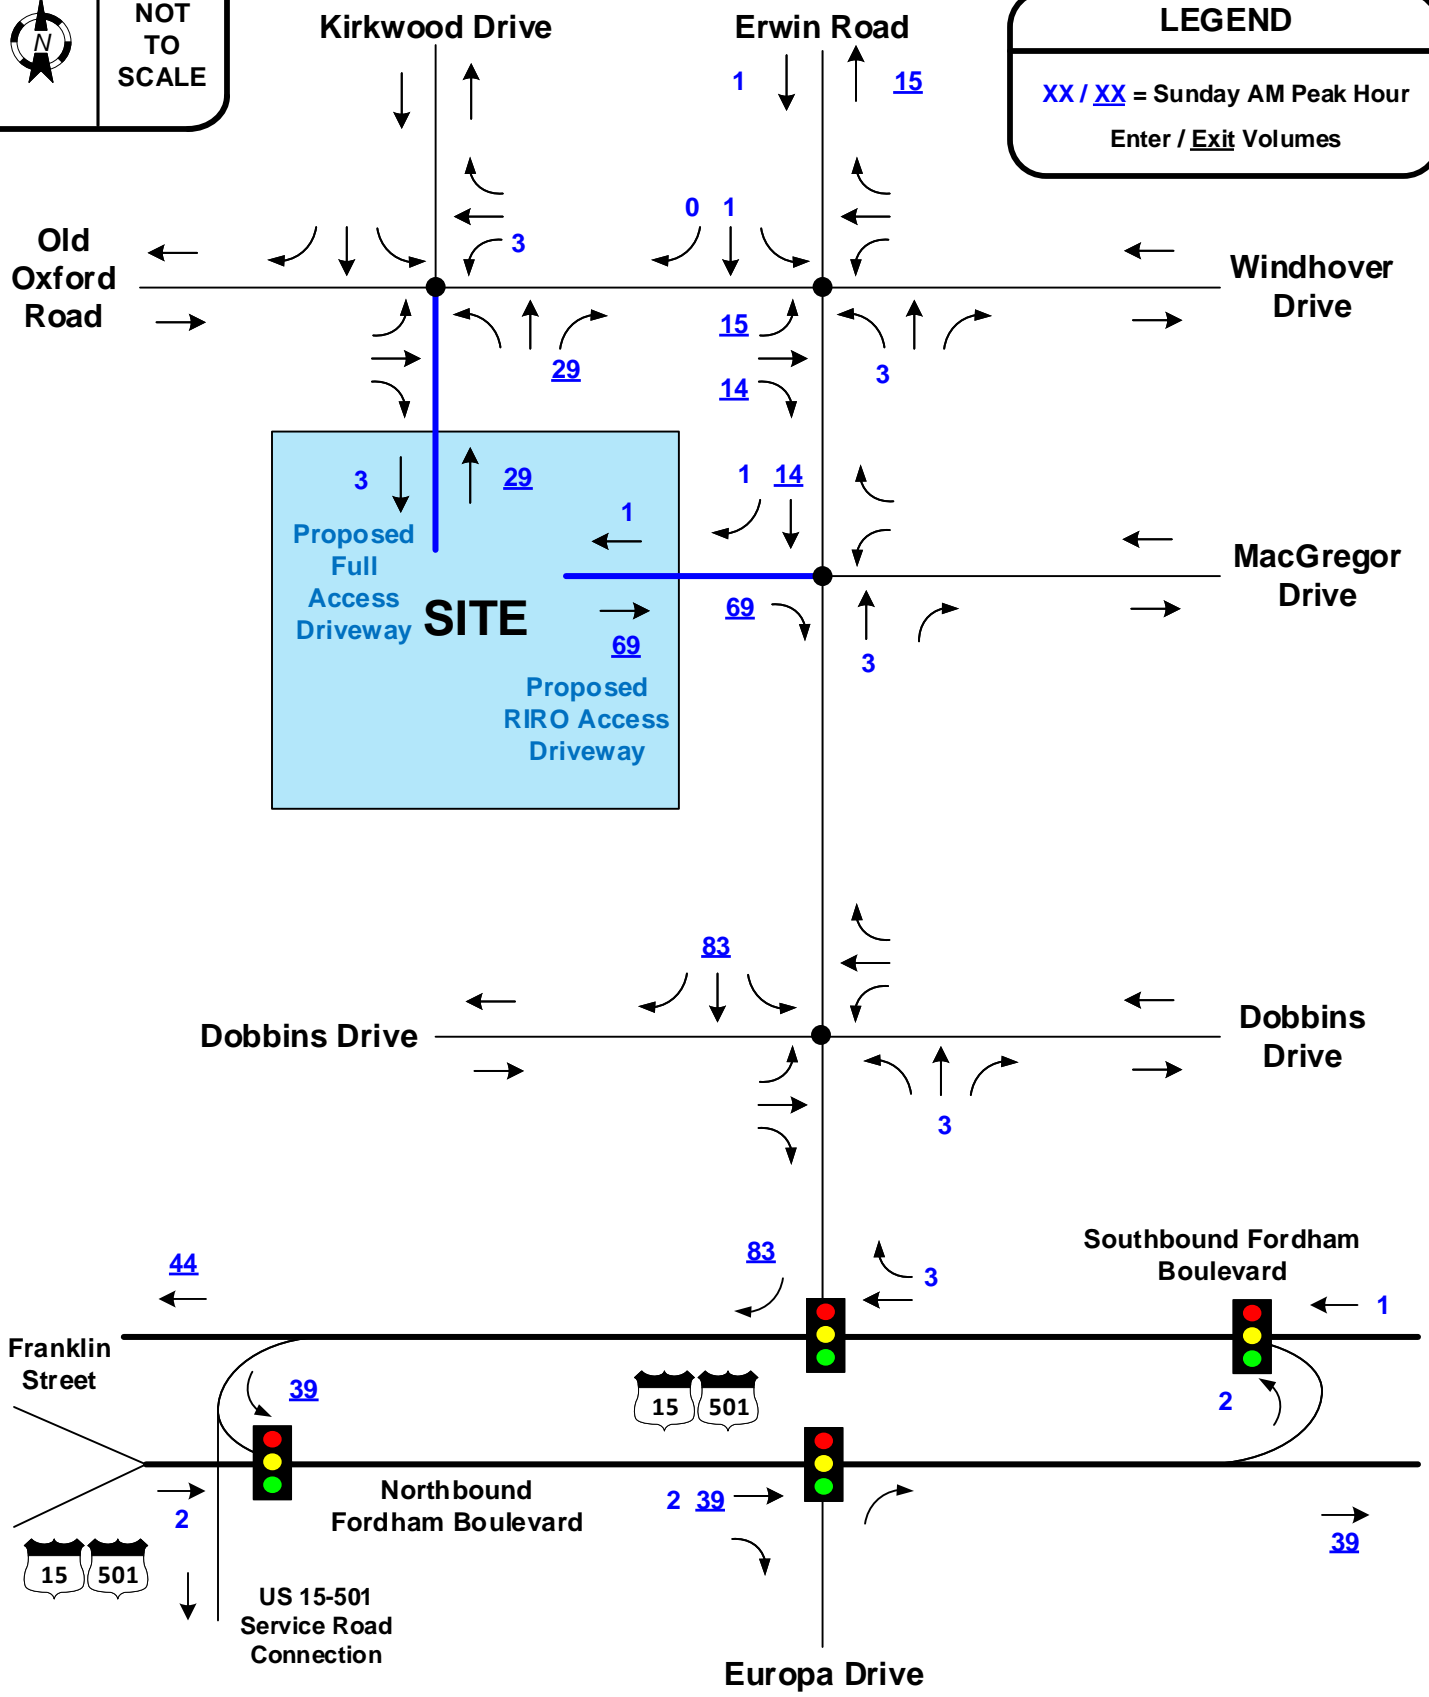 N
NOT
TO
SCALE
Kirkwood Drive
Erwin Road
LEGEND
XX / XX = Sunday AM Peak Hour
Enter / Exit Volumes
1
15
Old
Oxford
Road
3
0 1
Windhover
Drive
29
15
14
3
3
29
1 14
1
Proposed
Full
Access
Driveway
SITE
69
69
3
MacGregor
Drive
Proposed
RIRO Access
Driveway
83
Dobbins Drive
Dobbins
Drive
3
44
83
3
Southbound Fordham
Boulevard
1
Franklin
Street
39
15 501
2
2
Northbound
Fordham Boulevard
2 39
39
15 501
US 15-501
Service Road
Connection
Europa Drive